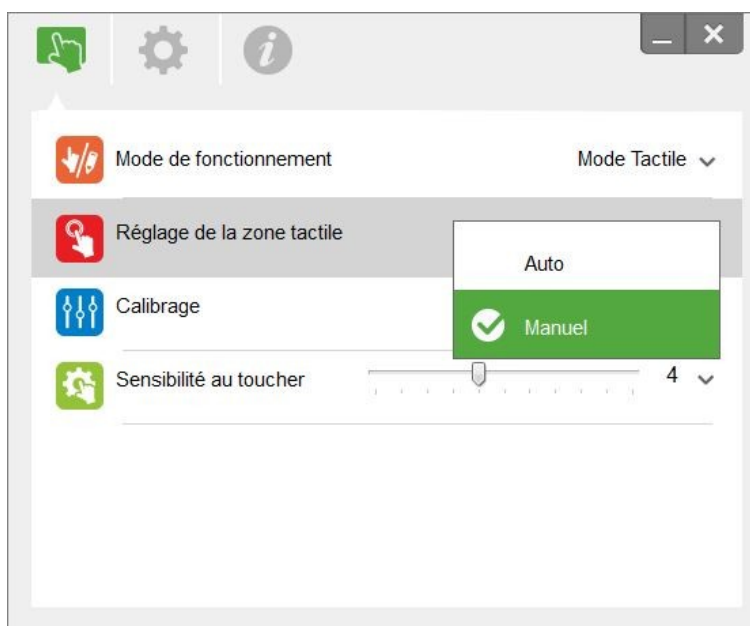 Mode de fonctionnement Mode Tactile
Réglage de la zone tactile
Auto
Calibrage
Manuel
Sensibilité au toucher 4